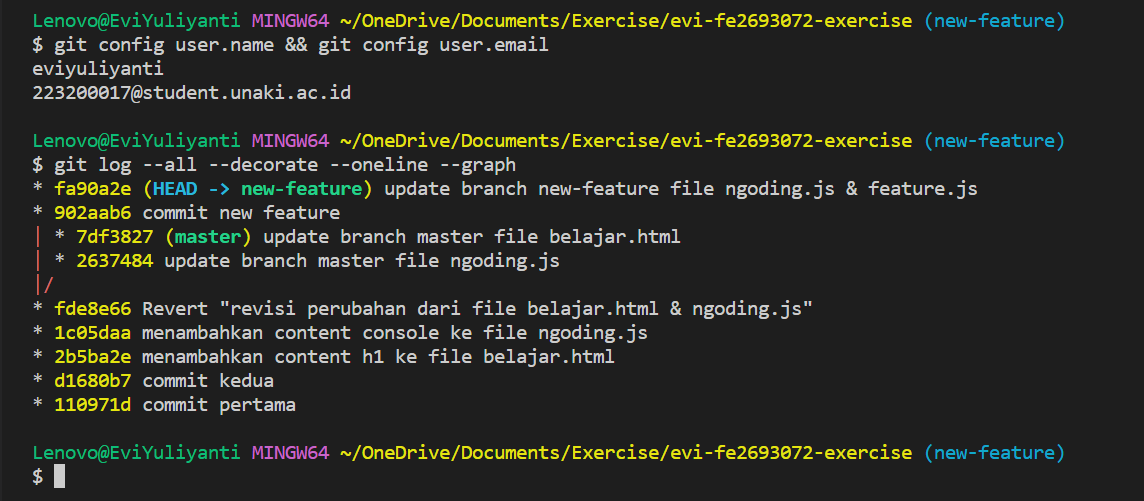 Lenovo@EviYuliyanti MINGW64 ~/OneDrive/Documents/Exercise/evi-fe2693072-exercise (new-feature)
$ git config user.name && git config user.email
eviyuliyanti
223200017@student.unaki.ac.id
Lenovo@EviYuliyanti MINGW64 ~/OneDrive/Documents/Exercise/evi-fe2693072-exercise (new-feature)
$ git log --all --decorate --oneline --graph
* fa90a2e (HEAD -> new-feature) update branch new-feature file ngoding.js & feature.js
* 902aab6 commit new feature
| * 7df3827 (master) update branch master file belajar.html
| * 2637484 update branch master file ngoding.js
|/
* fde8e66 Revert "revisi perubahan dari file belajar.html & ngoding.js"
* 1c05daa menambahkan content console ke file ngoding.js
* 2b5ba2e menambahkan content h1 ke file belajar.html
* d1680b7 commit kedua
* 110971d commit pertama
Lenovo@EviYuliyanti MINGW64 ~/OneDrive/Documents/Exercise/evi-fe2693072-exercise (new-feature)
$